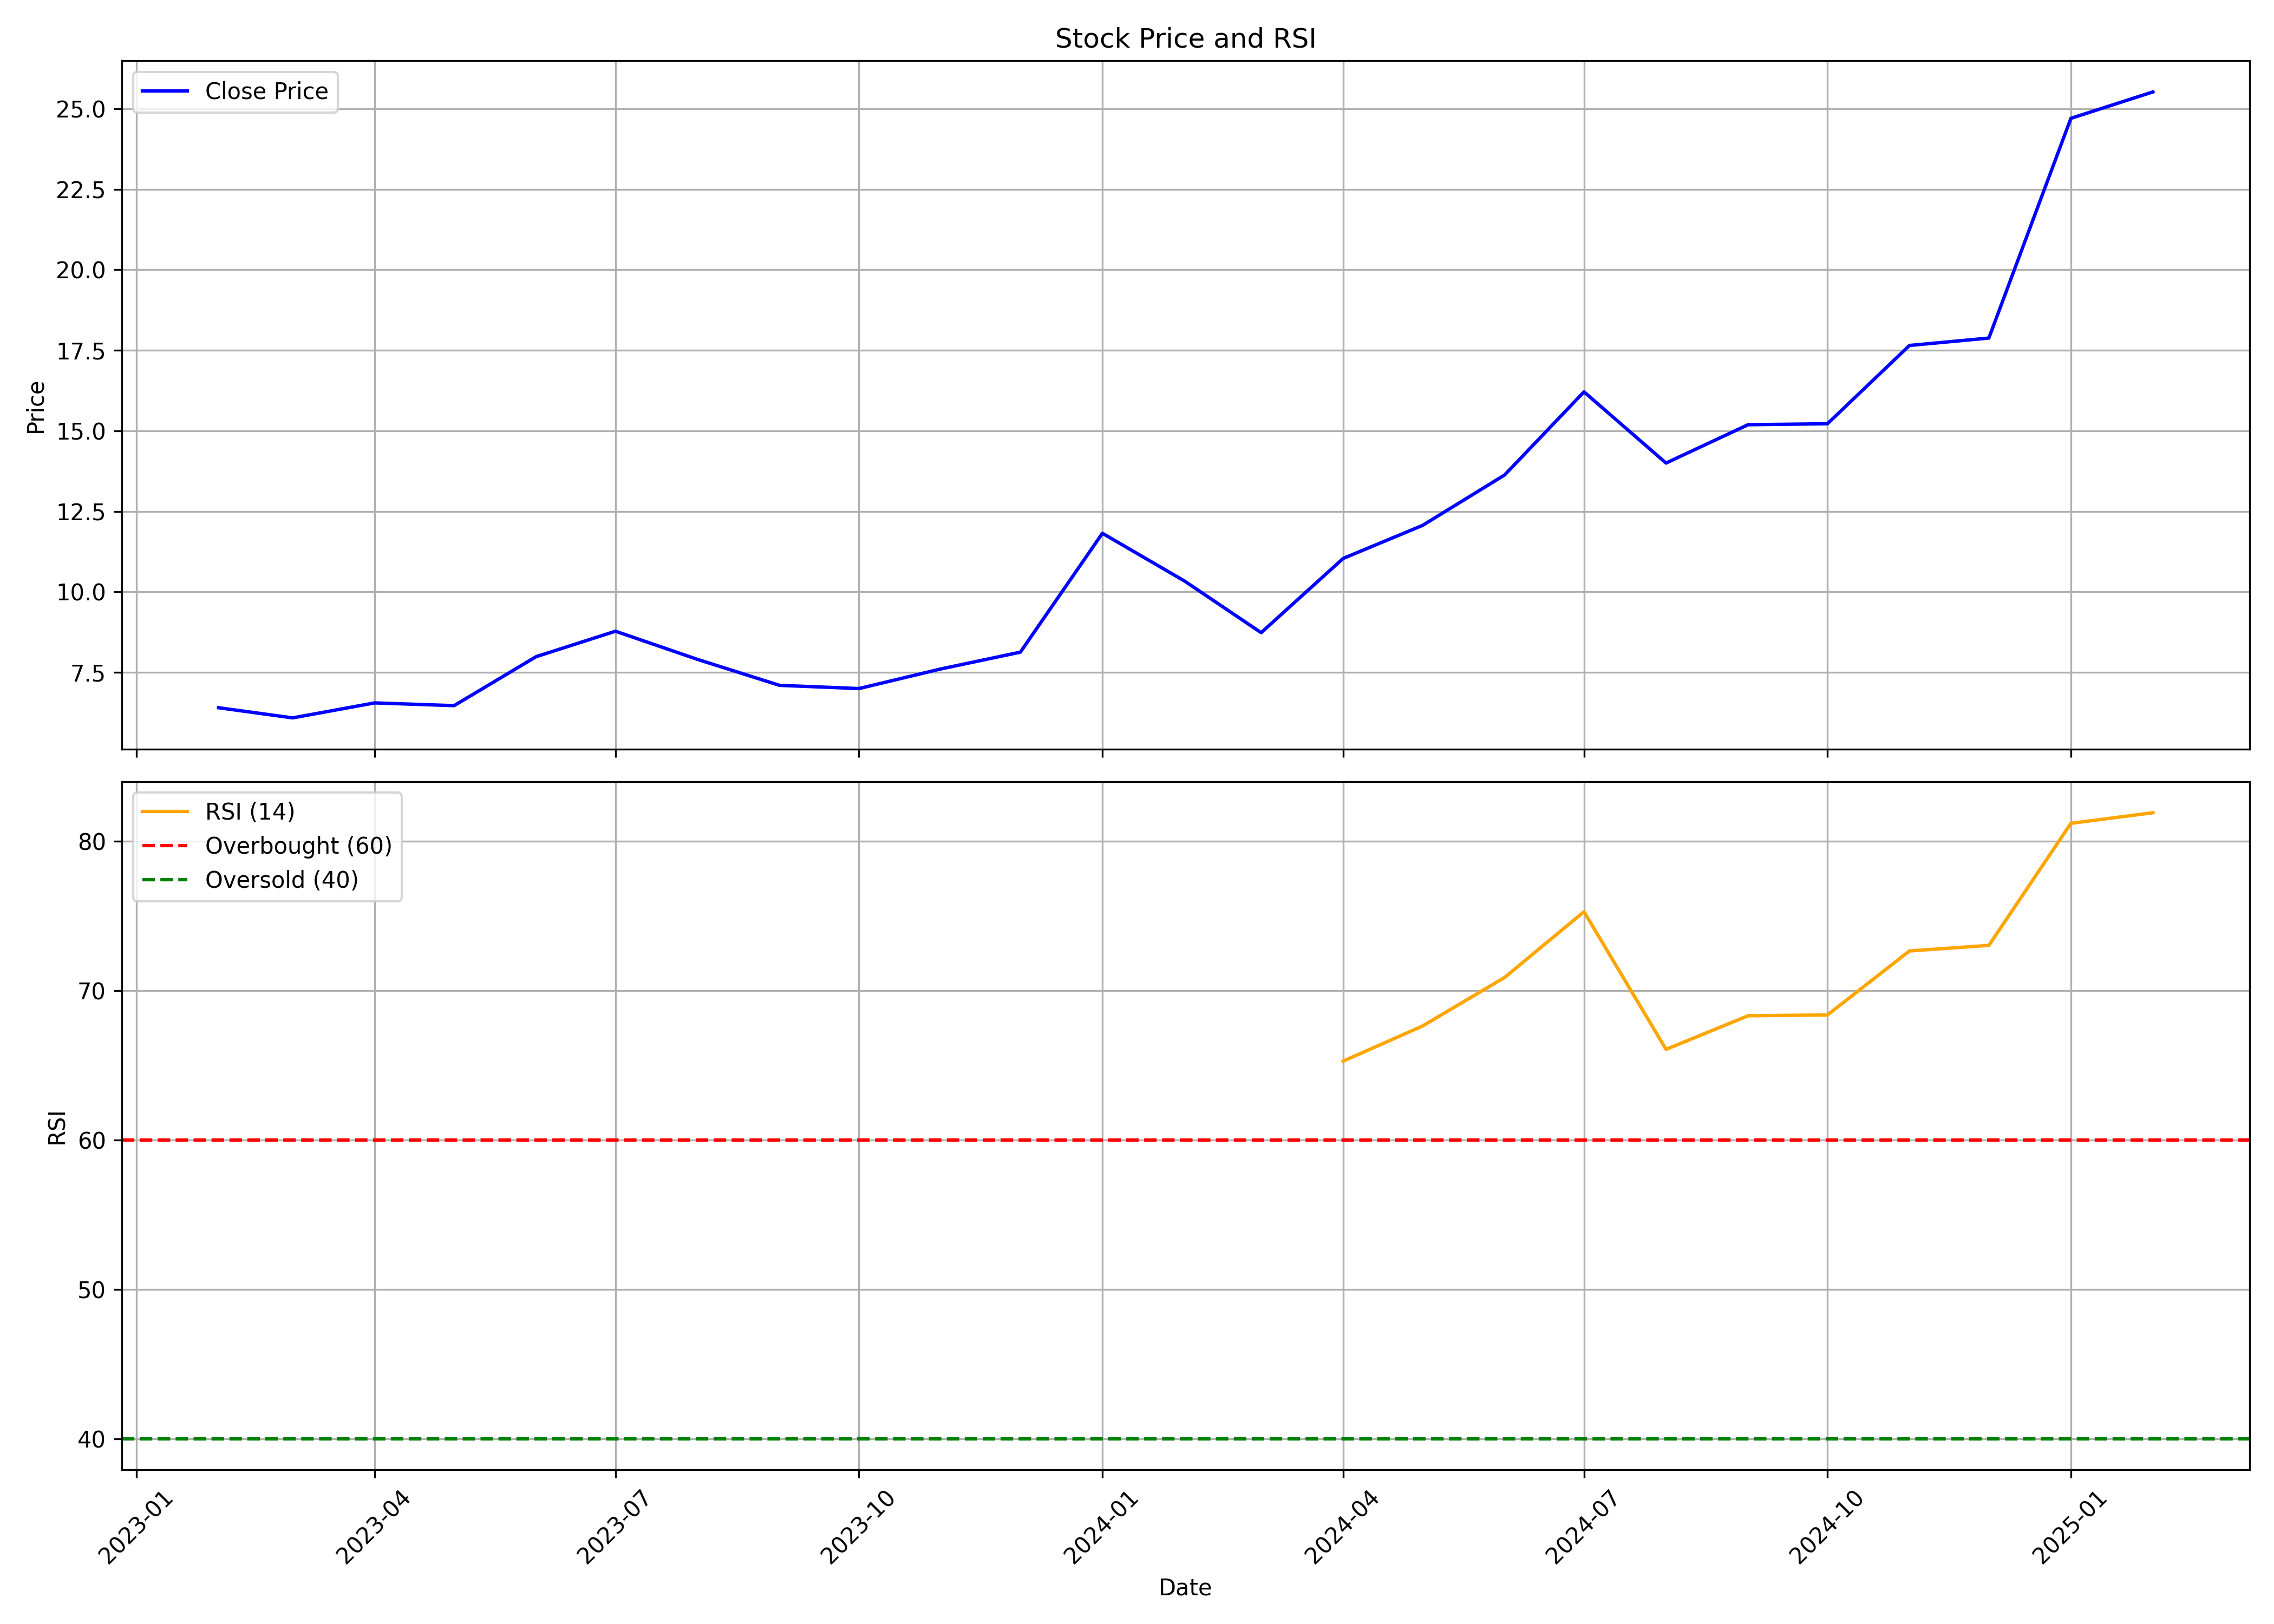 Stock Price and RSI
Close Price
25.0
22.5
20.0
17.5
15.0
12.5
10.0
7.5
Price
RSI (14)
Overbought (60)
Oversold (40)
80
70
60
50
40
RSI
2023-01
2023-04
2023-07
2023-10
2024-01
2024-04
2024-07
2024-10
2025-01
Date